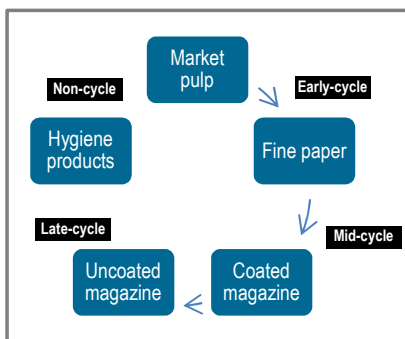 Market
pulp
Non-cycle
Early-cycle
Hygiene
products
Fine paper
Late-cycle
Mid-cycle
Uncoated
magazine
Coated
magazine